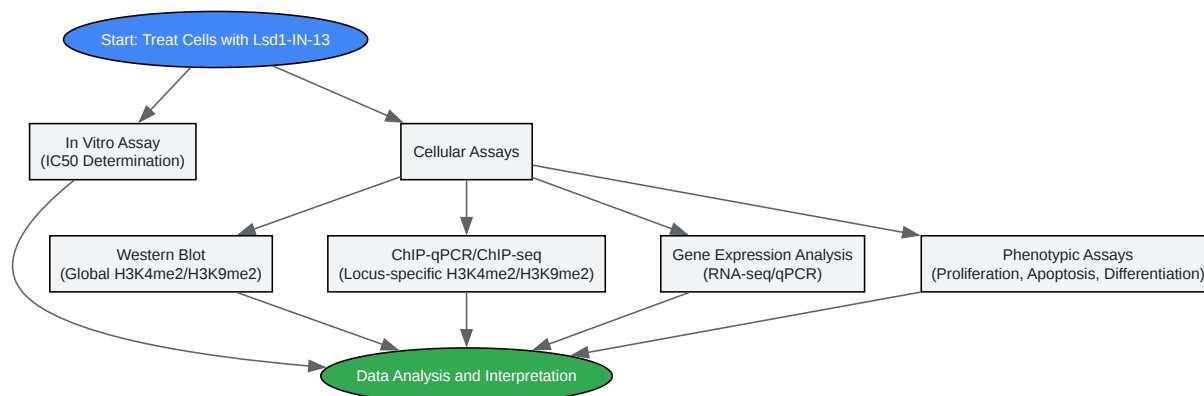 Start: Treat Cells with Lsd1-IN-13
In Vitro Assay
(IC50 Determination)
Cellular Assays
Western Blot
(Global H3K4me2/H3K9me2)
ChIP-qPCR/ChIP-seq
(Locus-specific H3K4me2/H3K9me2)
Gene Expression Analysis
(RNA-seq/qPCR)
Phenotypic Assays
(Proliferation, Apoptosis, Differentiation)
Data Analysis and Interpretation